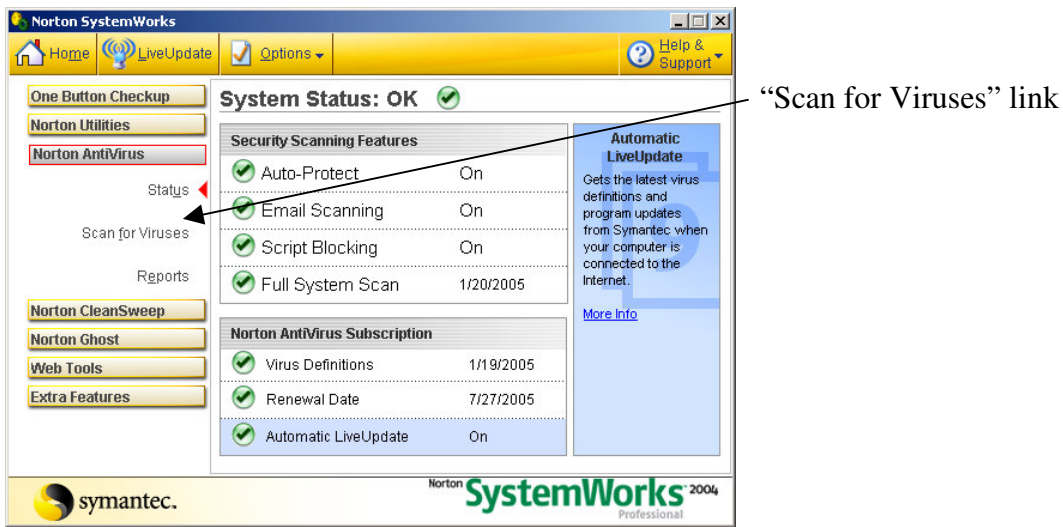 Norton SystemWorks
Home LiveUpdate Options Help & Support
One Button Checkup
Norton Utilities
Norton AntiVirus
Status
Scan for Viruses
Reports
Norton CleanSweep
Norton Ghost
Web Tools
Extra Features
System Status: OK
Security Scanning Features
Auto-Protect On
Email Scanning On
Script Blocking On
Full System Scan 1/20/2005
Norton AntiVirus Subscription
Virus Definitions 1/19/2005
Renewal Date 7/27/2005
Automatic LiveUpdate On
Automatic
LiveUpdate
Gets the latest virus
definitions and
program updates
from Symantec when
your computer is
connected to the
Internet.
More Info
“Scan for Viruses” link
symantec.
Norton SystemWorks 2004
Professional